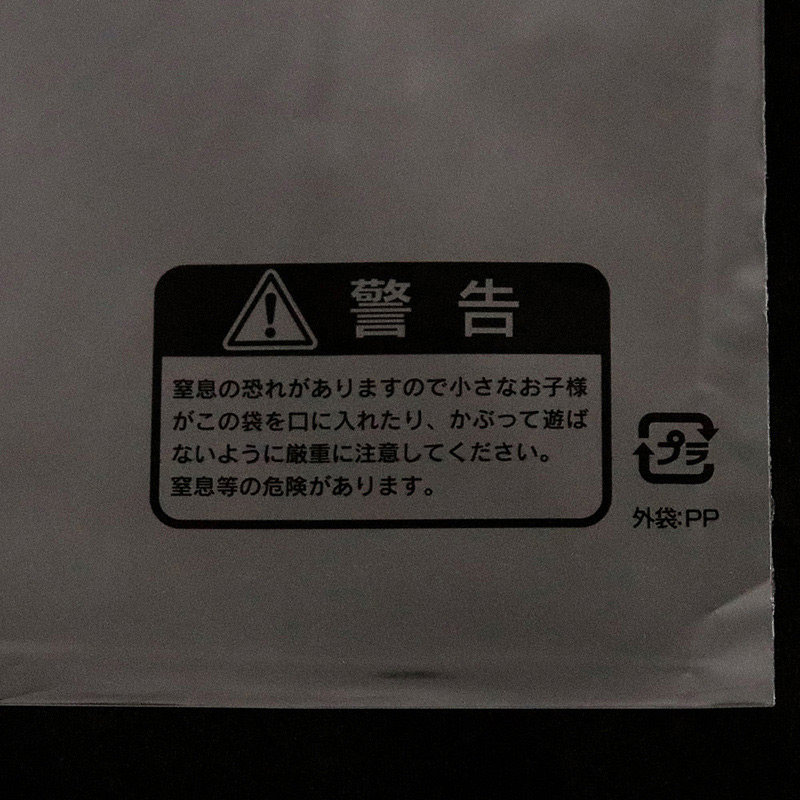 警告
窒息の恐れがありますので小さなお子様
がこの袋を口に入れたり、かぶって遊ば
ないように厳重に注意してください。
窒息等の危険があります。
プラ
外袋:PP